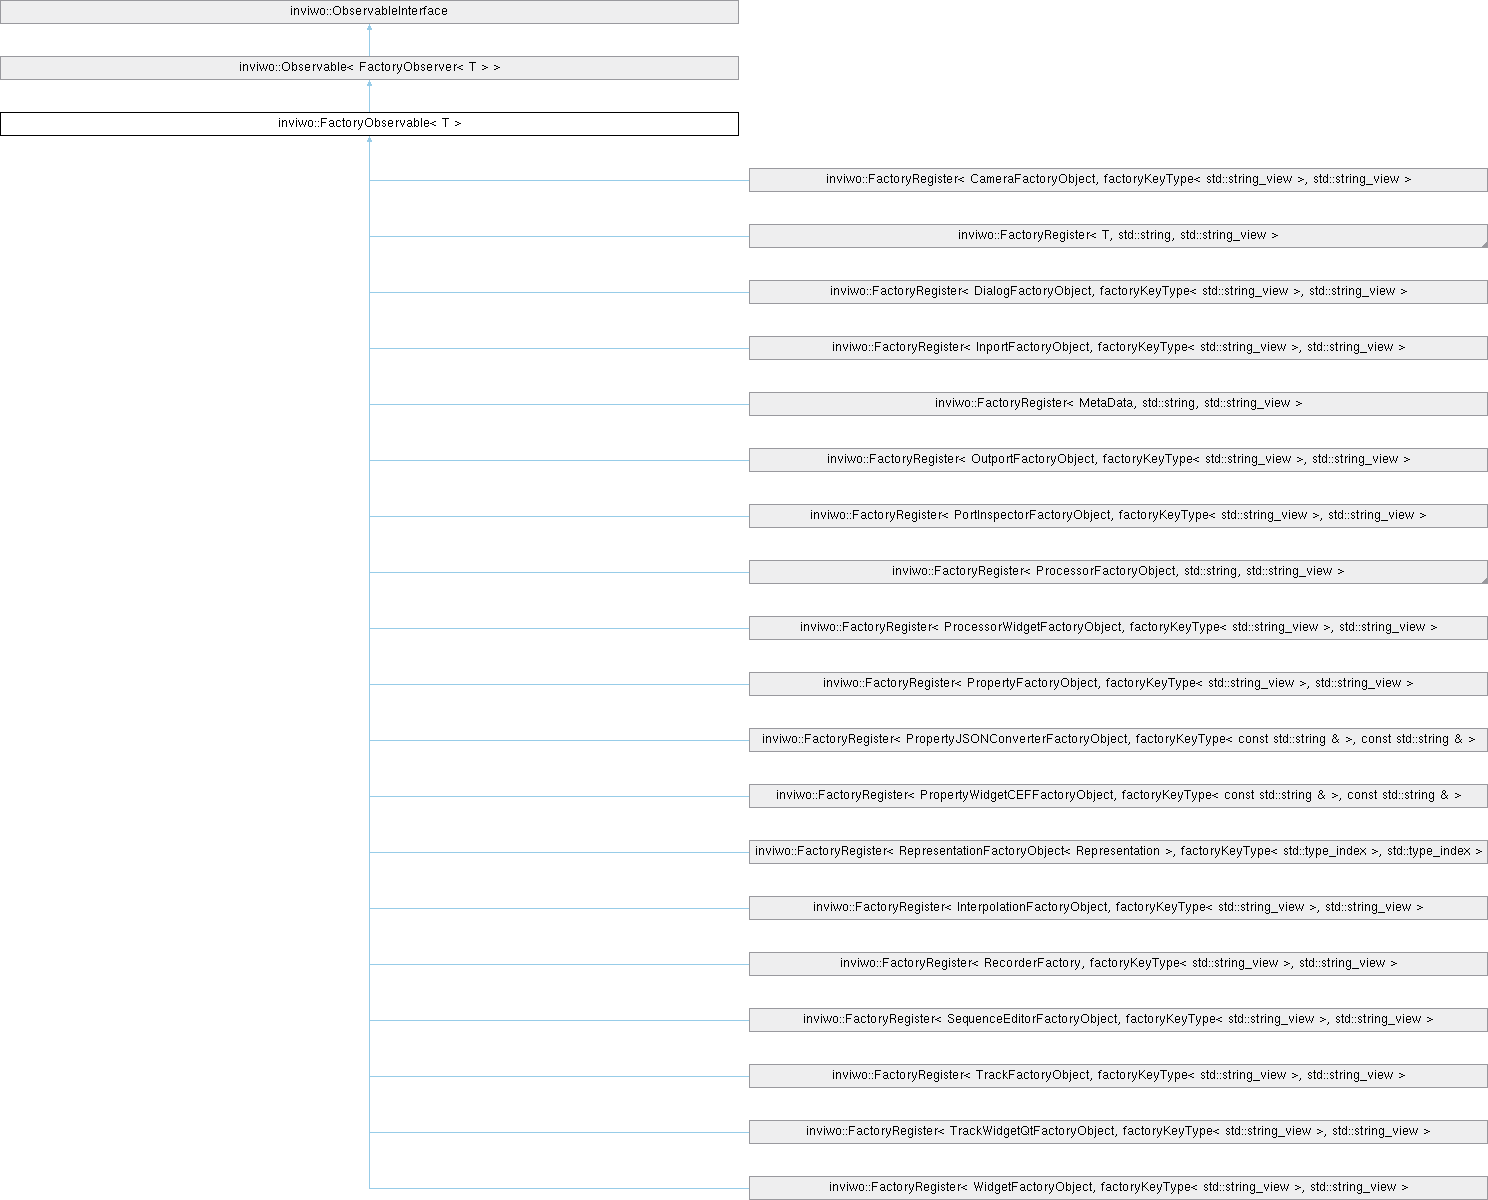 inviwo::ObservableInterface
inviwo::Observable< FactoryObserver< T > >
inviwo::FactoryObservable< T >
inviwo::FactoryRegister< CameraFactoryObject, factoryKeyType< std::string_view >, std::string_view >
inviwo::FactoryRegister< T, std::string, std::string_view >
inviwo::FactoryRegister< DialogFactoryObject, factoryKeyType< std::string_view >, std::string_view >
inviwo::FactoryRegister< InportFactoryObject, factoryKeyType< std::string_view >, std::string_view >
inviwo::FactoryRegister< MetaData, std::string, std::string_view >
inviwo::FactoryRegister< OutportFactoryObject, factoryKeyType< std::string_view >, std::string_view >
inviwo::FactoryRegister< PortInspectorFactoryObject, factoryKeyType< std::string_view >, std::string_view >
inviwo::FactoryRegister< ProcessorFactoryObject, std::string, std::string_view >
inviwo::FactoryRegister< ProcessorWidgetFactoryObject, factoryKeyType< std::string_view >, std::string_view >
inviwo::FactoryRegister< PropertyFactoryObject, factoryKeyType< std::string_view >, std::string_view >
inviwo::FactoryRegister< PropertyJSONConverterFactoryObject, factoryKeyType< const std::string & >, const std::string & >
inviwo::FactoryRegister< PropertyWidgetCEFFactoryObject, factoryKeyType< const std::string & >, const std::string & >
inviwo::FactoryRegister< RepresentationFactoryObject< Representation >, factoryKeyType< std::type_index >, std::type_index >
inviwo::FactoryRegister< InterpolationFactoryObject, factoryKeyType< std::string_view >, std::string_view >
inviwo::FactoryRegister< RecorderFactory, factoryKeyType< std::string_view >, std::string_view >
inviwo::FactoryRegister< SequenceEditorFactoryObject, factoryKeyType< std::string_view >, std::string_view >
inviwo::FactoryRegister< TrackFactoryObject, factoryKeyType< std::string_view >, std::string_view >
inviwo::FactoryRegister< TrackWidgetQtFactoryObject, factoryKeyType< std::string_view >, std::string_view >
inviwo::FactoryRegister< WidgetFactoryObject, factoryKeyType< std::string_view >, std::string_view >